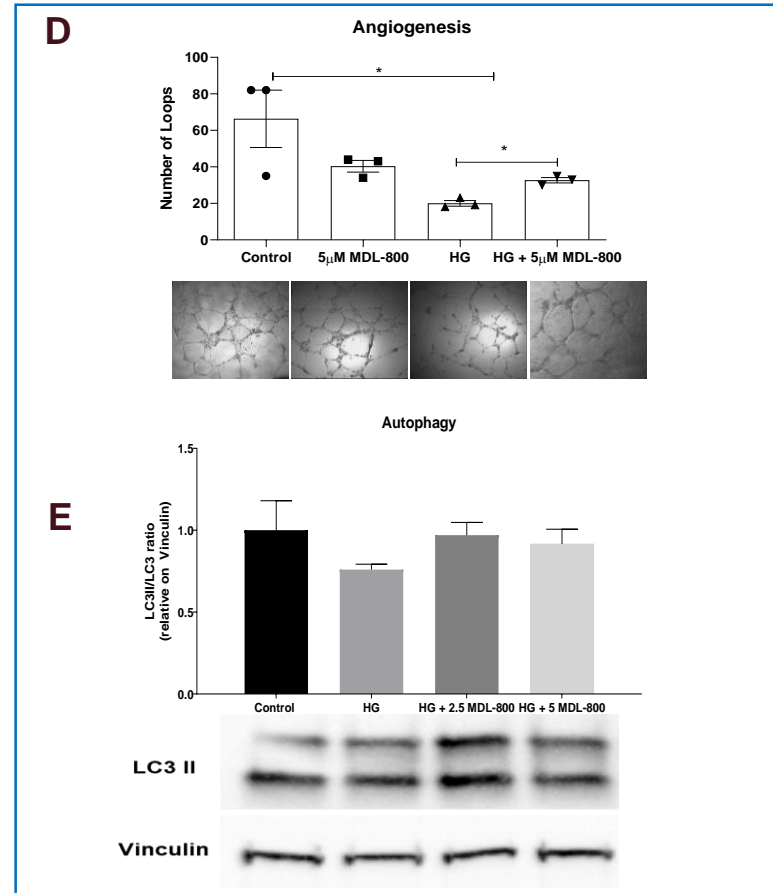 D
Angiogenesis
Number of Loops
100
80
60
40
20
0
*
*
Control 5μM MDL-800 HG HG + 5μM MDL-800
E
Autophagy
LC3II/LC3 ratio
(relative on Vinculin)
1.5
1.0
0.5
0.0
Control HG HG + 2.5 MDL-800 HG + 5 MDL-800
LC3 II
Vinculin